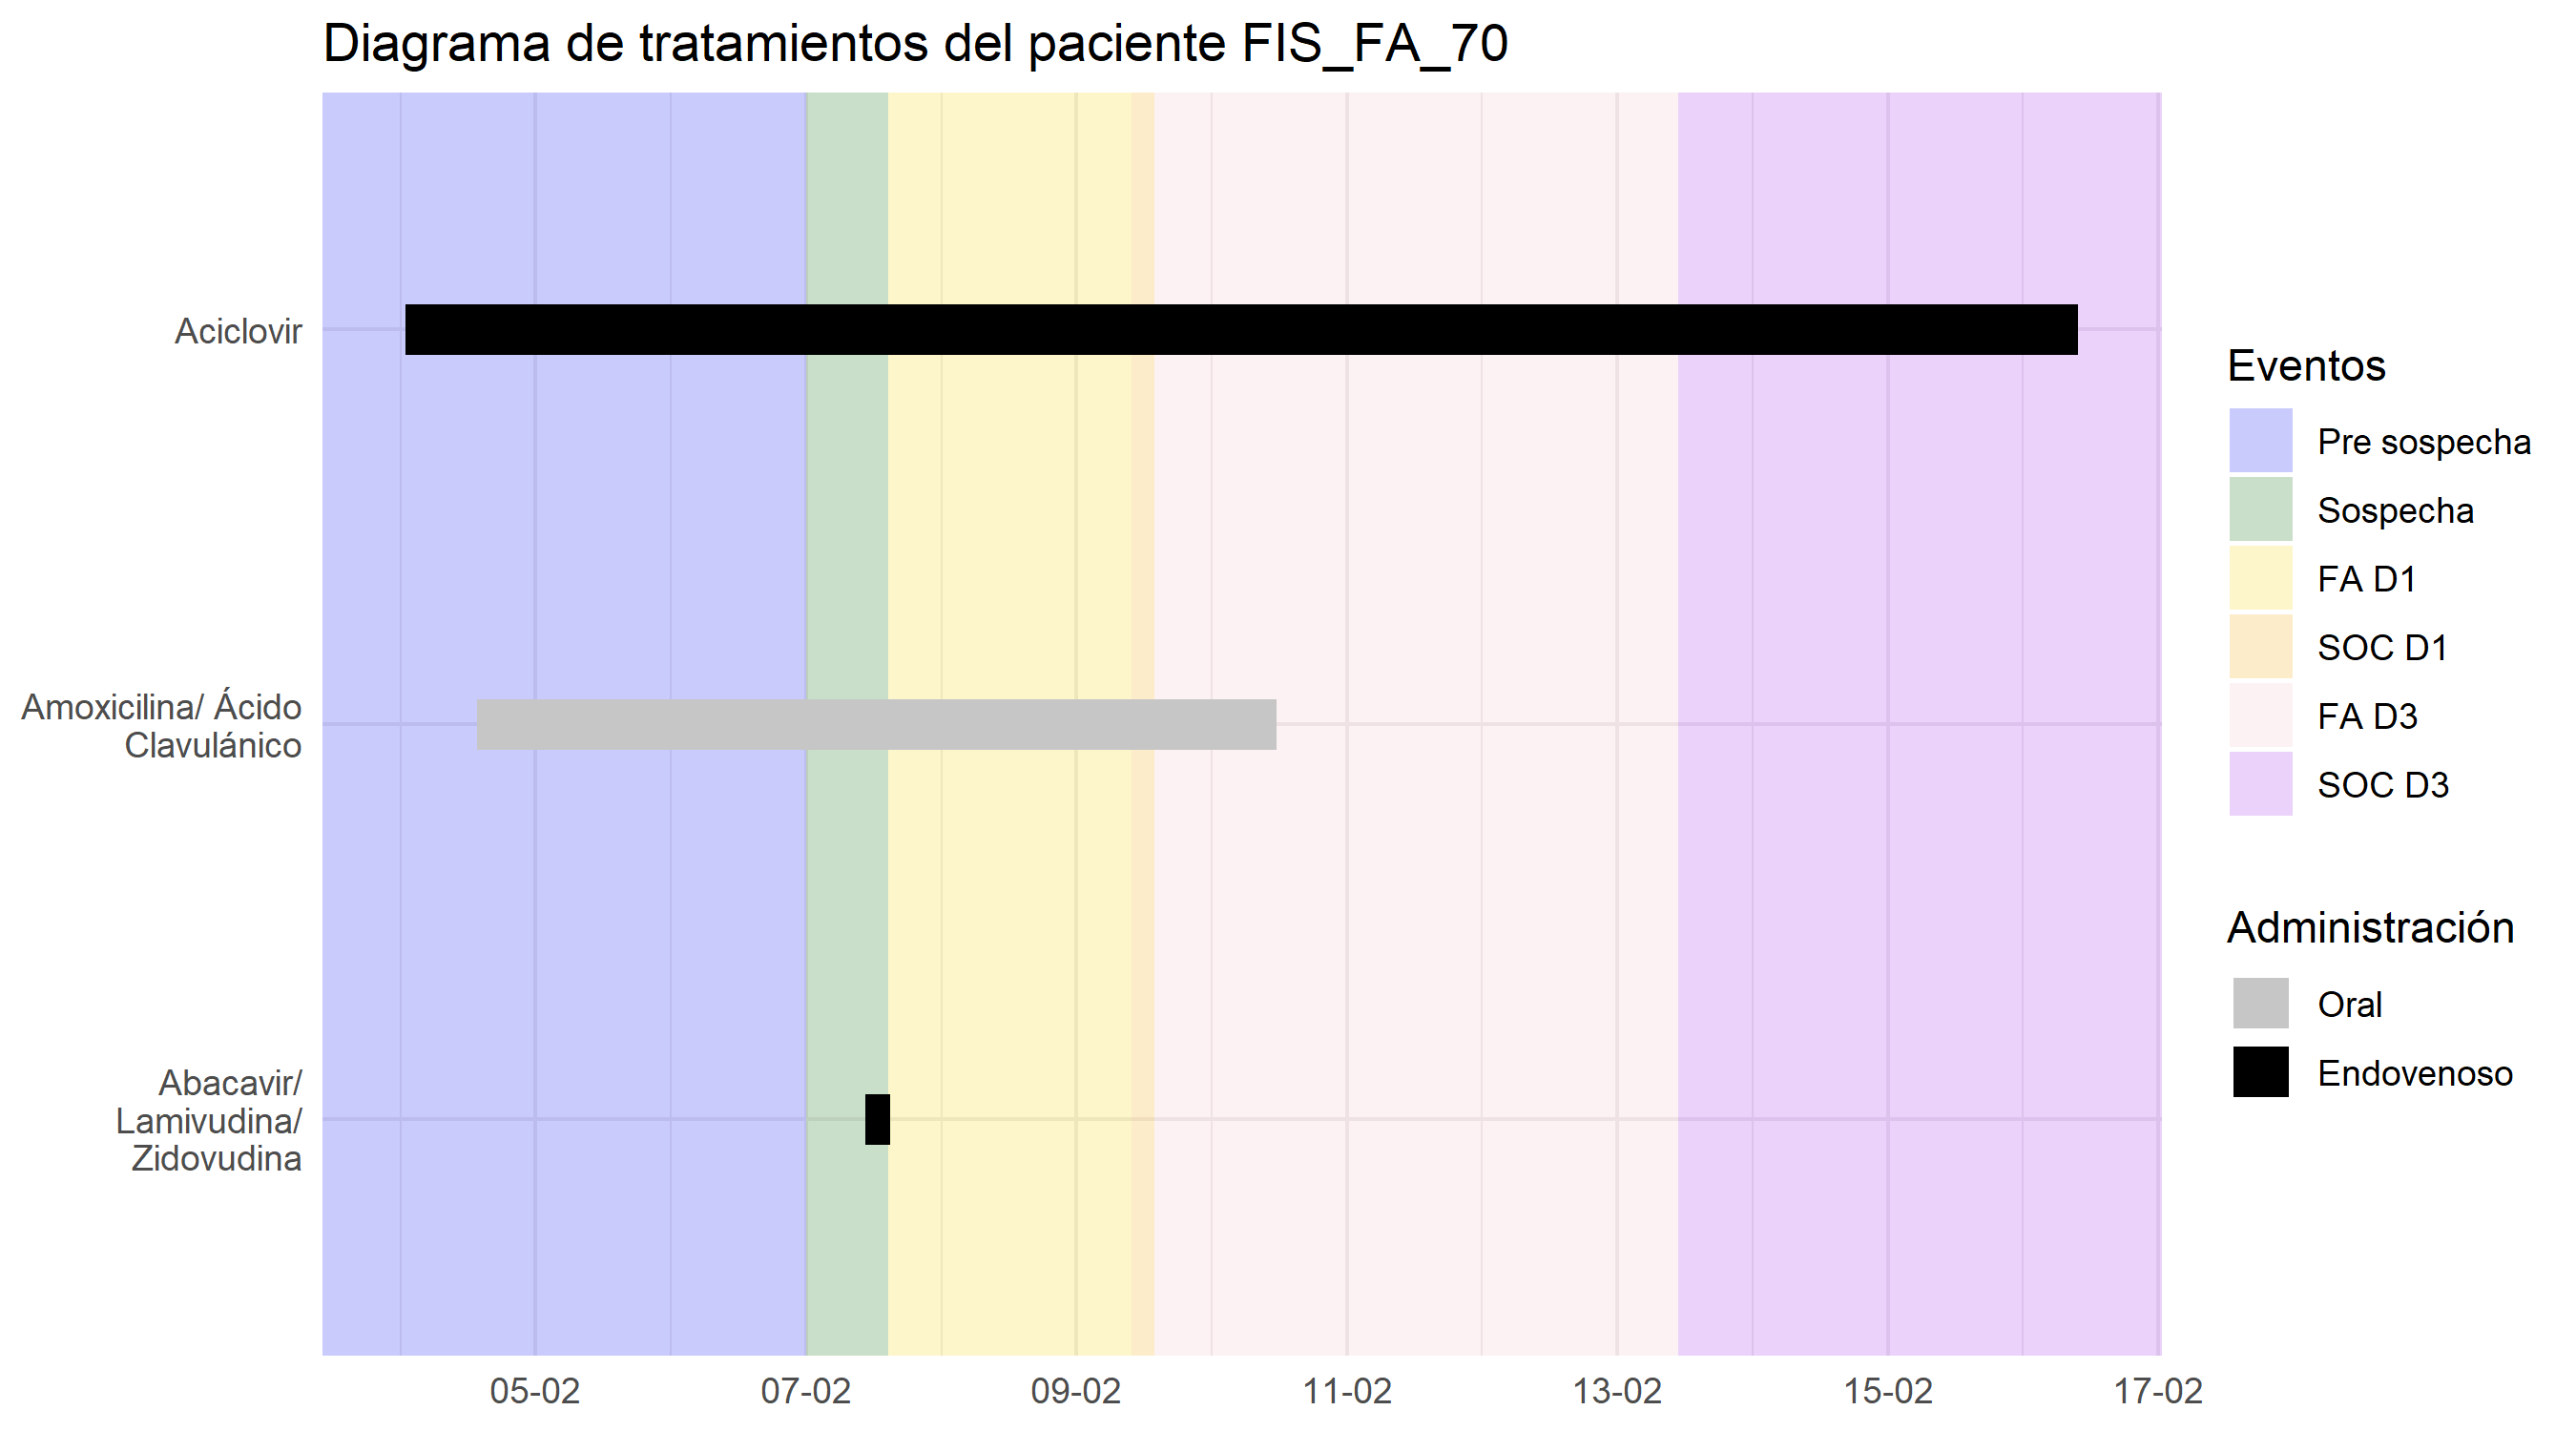 Diagrama de tratamientos del paciente FIS_FA_70
Aciclovir
Amoxicilina/ Ácido
Clavulánico
Abacavir/
Lamivudina/
Zidovudina
05-02
07-02
09-02
11-02
13-02
15-02
17-02
Eventos
Pre sospecha
Sospecha
FA D1
SOC D1
FA D3
SOC D3
Administración
Oral
Endovenoso